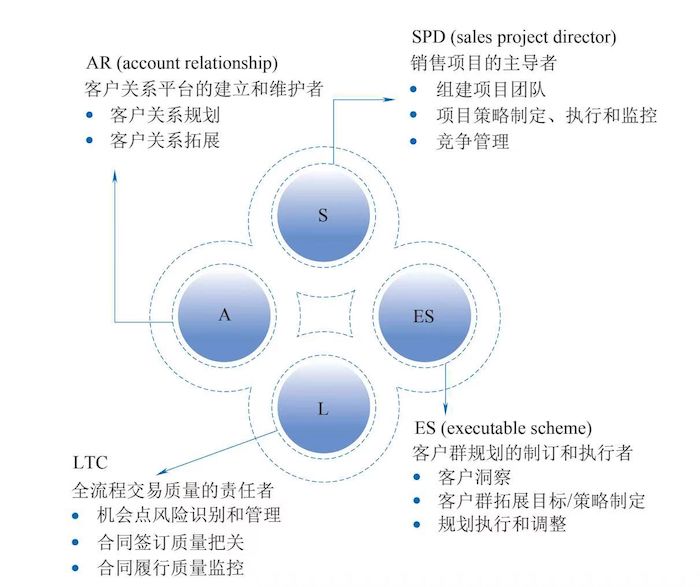 SPD (sales project director)
销售项目的主导者
• 组建项目团队
• 项目策略制定、执行和监控
• 竞争管理
AR (account relationship)
客户关系平台的建立和维护者
• 客户关系规划
• 客户关系拓展
S
A
ES
L
ES (executable scheme)
客户群规划的制订和执行者
• 客户洞察
• 客户群拓展目标/策略制定
• 规划执行和调整
LTC
全流程交易质量的责任者
• 机会点风险识别和管理
• 合同签订质量把关
• 合同履行质量监控